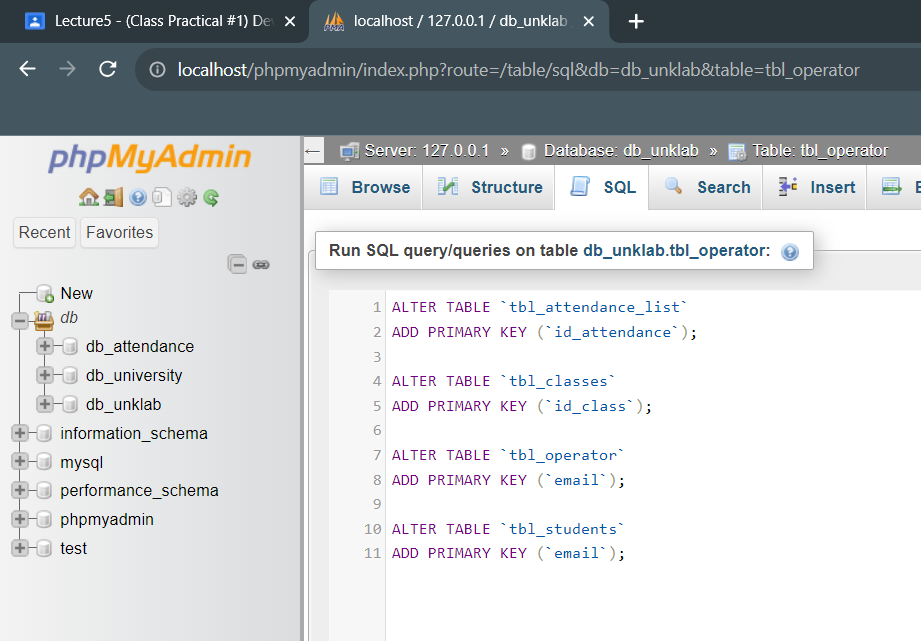 Lecture5 - (Class Practical #1) De
localhost / 127.0.0.1 / db_unklab
localhost/phpmyadmin/index.php?route=/table/sql&db=db_unklab&table=tbl_operator
phpMyAdmin
Recent Favorites
New
db
db_attendance
db_university
db_unklab
information_schema
mysql
performance_schema
phpmyadmin
test
Server: 127.0.0.1 » Database: db_unklab » Table: tbl_operator
Browse Structure SQL Search Insert E
Run SQL query/queries on table db_unklab.tbl_operator:
1 ALTER TABLE `tbl_attendance_list`
2 ADD PRIMARY KEY (`id_attendance`);
3
4 ALTER TABLE `tbl_classes`
5 ADD PRIMARY KEY (`id_class`);
6
7 ALTER TABLE `tbl_operator`
8 ADD PRIMARY KEY (`email`);
9
10 ALTER TABLE `tbl_students`
11 ADD PRIMARY KEY (`email`);